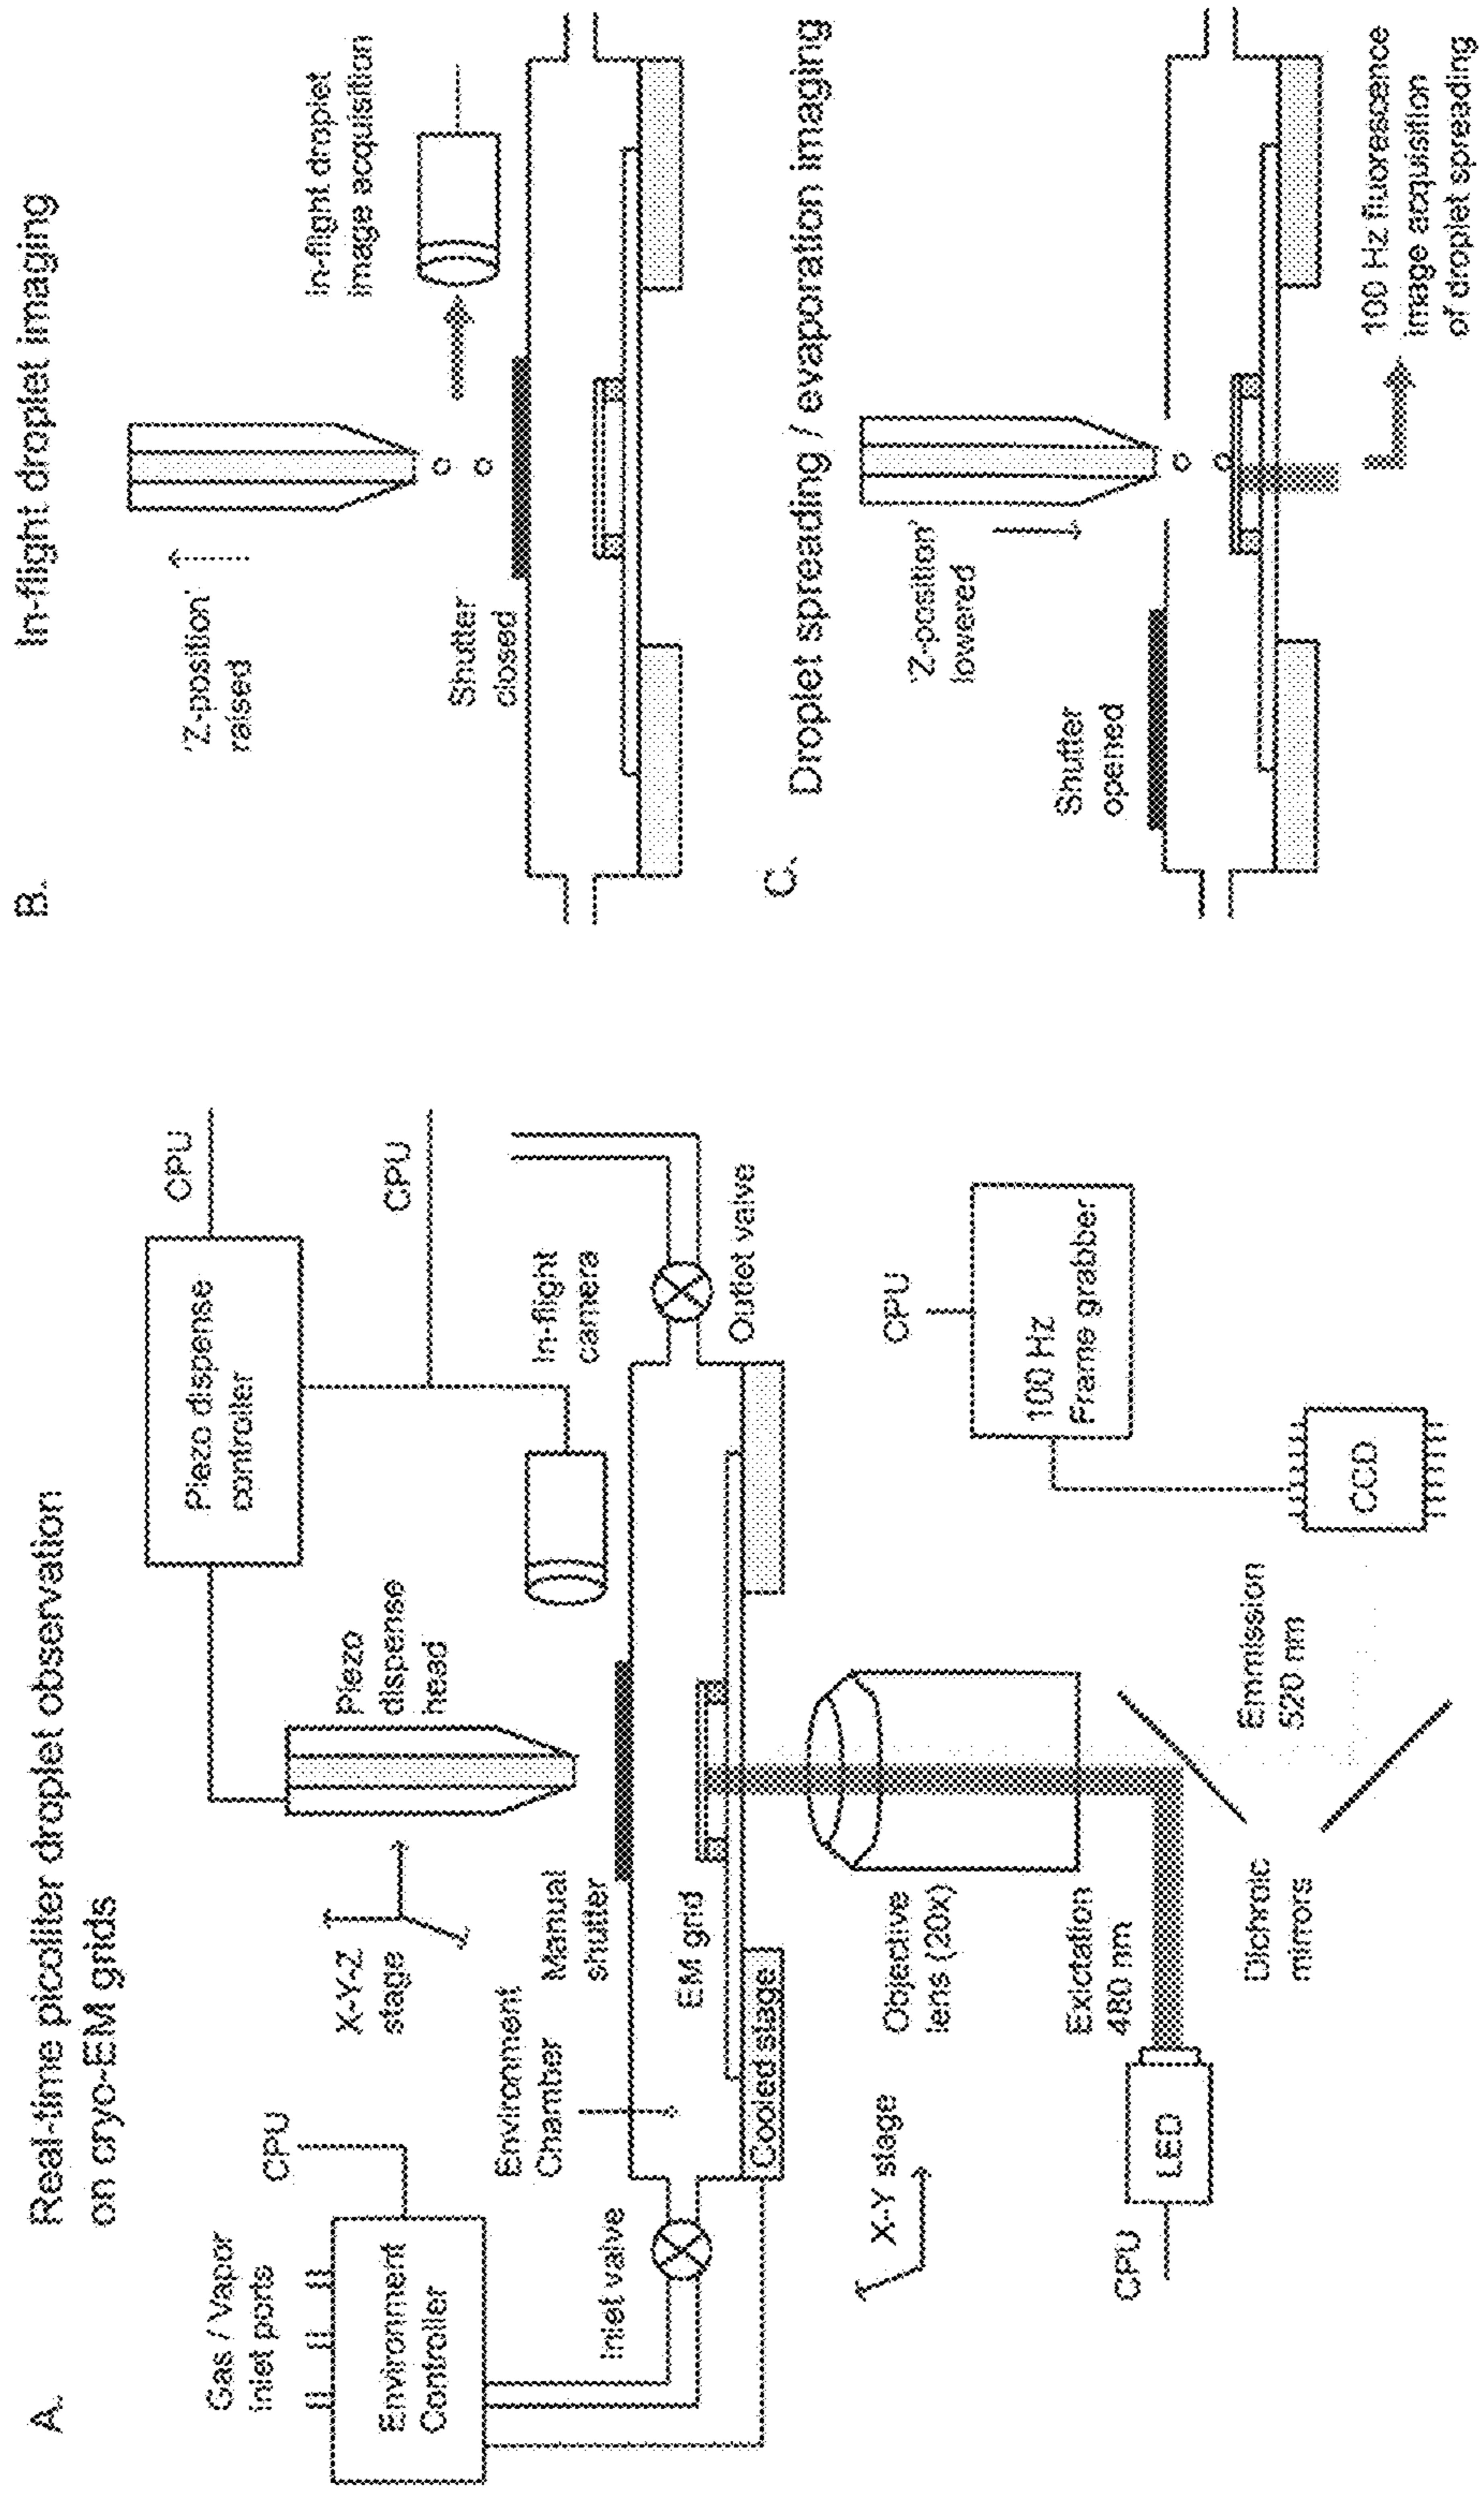 A.
Real-time picoliter droplet observation
on cryo-EM grids
Gas / Vapor
inlet ports
CPU
Environment
Controller
Inlet valve
Environment
Chamber
X-Y-Z
stage
Piezo
dispense
head
Piezo dispense
controller
CPU
CPU
Manual
shutter
In-flight
camera
EM grid
Outlet valve
Cooled stage
X-Y stage
Objective
lens (20x)
Exictation
480 nm
CPU
LED
Dichroic
mirrors
Emmission
520 nm
CCD
CPU
100 Hz
Frame grabber
B.
In-flight droplet imaging
'Z-position'
raised
In-flight droplet
image acquisition
Shutter
closed
C.
Droplet spreading / evaporation imaging
'Z-position'
lowered
Shutter
opened
100 Hz fluorescence
image acquisition
of droplet spreading